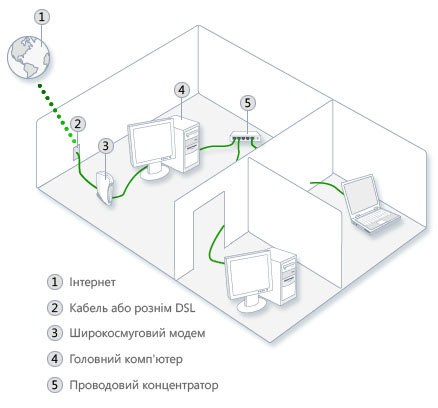 1
2
3
4
5
1 Інтернет
2 Кабель або рознім DSL
3 Широкосмуговий модем
4 Головний комп'ютер
5 Проводовий концентратор